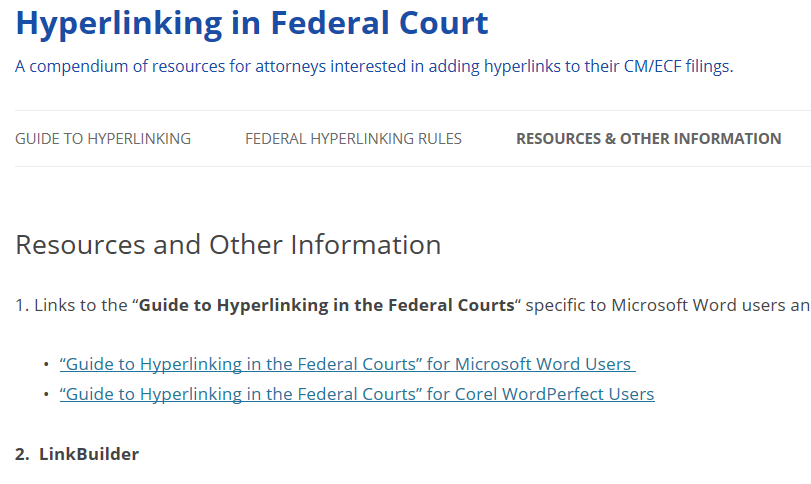 Hyperlinking in Federal Court
A compendium of resources for attorneys interested in adding hyperlinks to their CM/ECF filings.
GUIDE TO HYPERLINKING FEDERAL HYPERLINKING RULES RESOURCES & OTHER INFORMATION
Resources and Other Information
1. Links to the “Guide to Hyperlinking in the Federal Courts“ specific to Microsoft Word users an
• “Guide to Hyperlinking in the Federal Courts” for Microsoft Word Users
• “Guide to Hyperlinking in the Federal Courts” for Corel WordPerfect Users
2. LinkBuilder